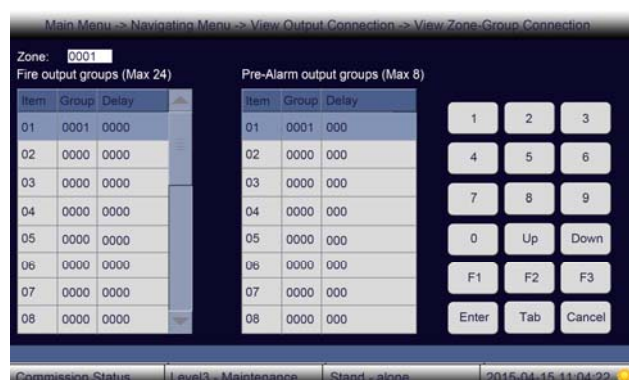 Main Menu -> Navigating Menu -> View Output Connection -> View Zone-Group Connection
Zone: 0001
Fire output groups (Max 24)
Item Group Delay
01 0001 0000
02 0000 0000
03 0000 0000
04 0000 0000
05 0000 0000
06 0000 0000
07 0000 0000
08 0000 0000
Pre-Alarm output groups (Max 8)
Item Group Delay
01 0001 000
02 0000 000
03 0000 000
04 0000 000
05 0000 000
06 0000 000
07 0000 000
08 0000 000
1 2 3
4 5 6
7 8 9
0 Up Down
F1 F2 F3
Enter Tab Cancel
Commission Status Level3 - Maintenance Stand - alone 2015-04-15 11:04:22